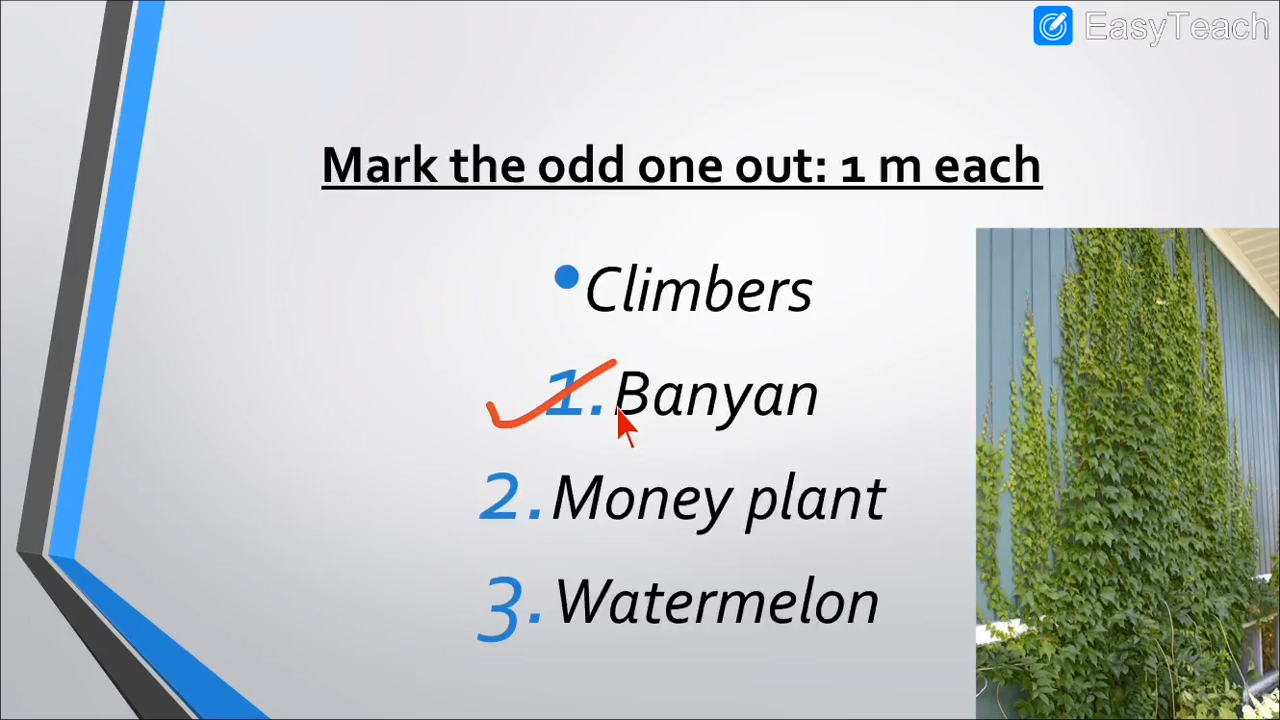 EasyTeach
Mark the odd one out: 1 m each
•Climbers
1. Banyan
2. Money plant
3. Watermelon